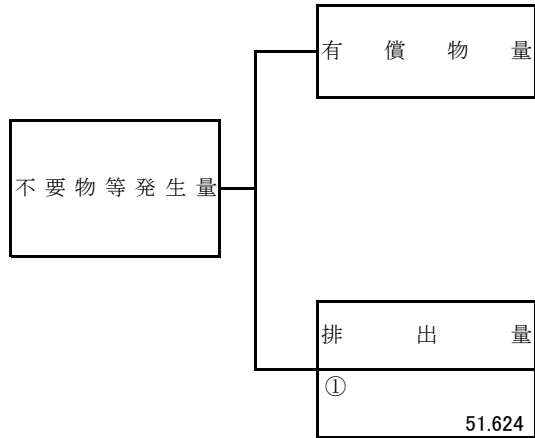 有償物量
不要物等発生量
排出量
①
51.624